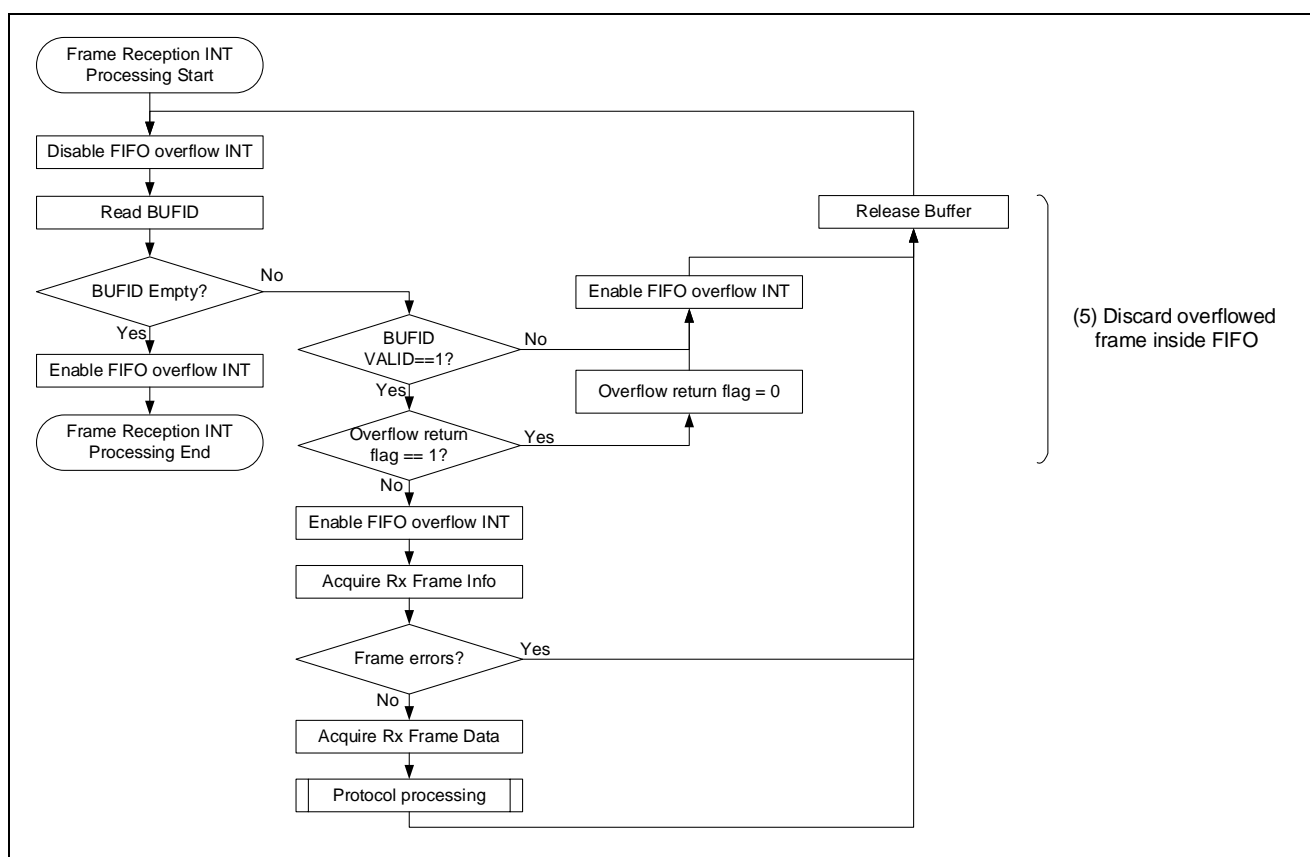 Frame Reception INT
Processing Start
Disable FIFO overflow INT
Read BUFID
Release Buffer
BUFID Empty?
No
Yes
Enable FIFO overflow INT
Frame Reception INT
Processing End
BUFID
VALID==1?
No
Yes
Enable FIFO overflow INT
Overflow return flag = 0
Overflow return
flag == 1?
Yes
No
(5) Discard overflowed
frame inside FIFO
Enable FIFO overflow INT
Acquire Rx Frame Info
Frame errors?
Yes
No
Acquire Rx Frame Data
Protocol processing